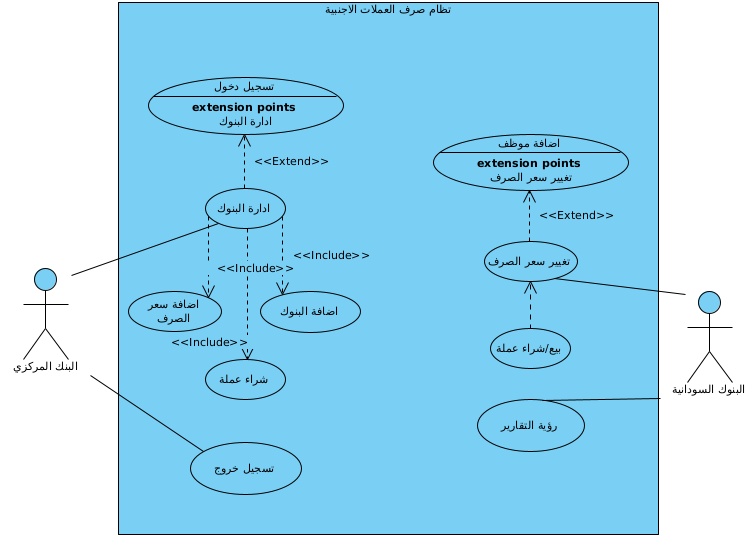 نظام صرف العملات الاجنبية
تسجيل دخول
extension points
ادارة البنوك
<<Extend>>
ادارة البنوك
<<Include>>
<<Include>>
اضافة سعر
الصرف
اضافة البنوك
<<Include>>
شراء عملة
تسجيل خروج
البنك المركزي
اضافة موظف
extension points
تغيير سعر الصرف
<<Extend>>
تغيير سعر الصرف
بيع/شراء عملة
رؤية التقارير
البنوك السودانية